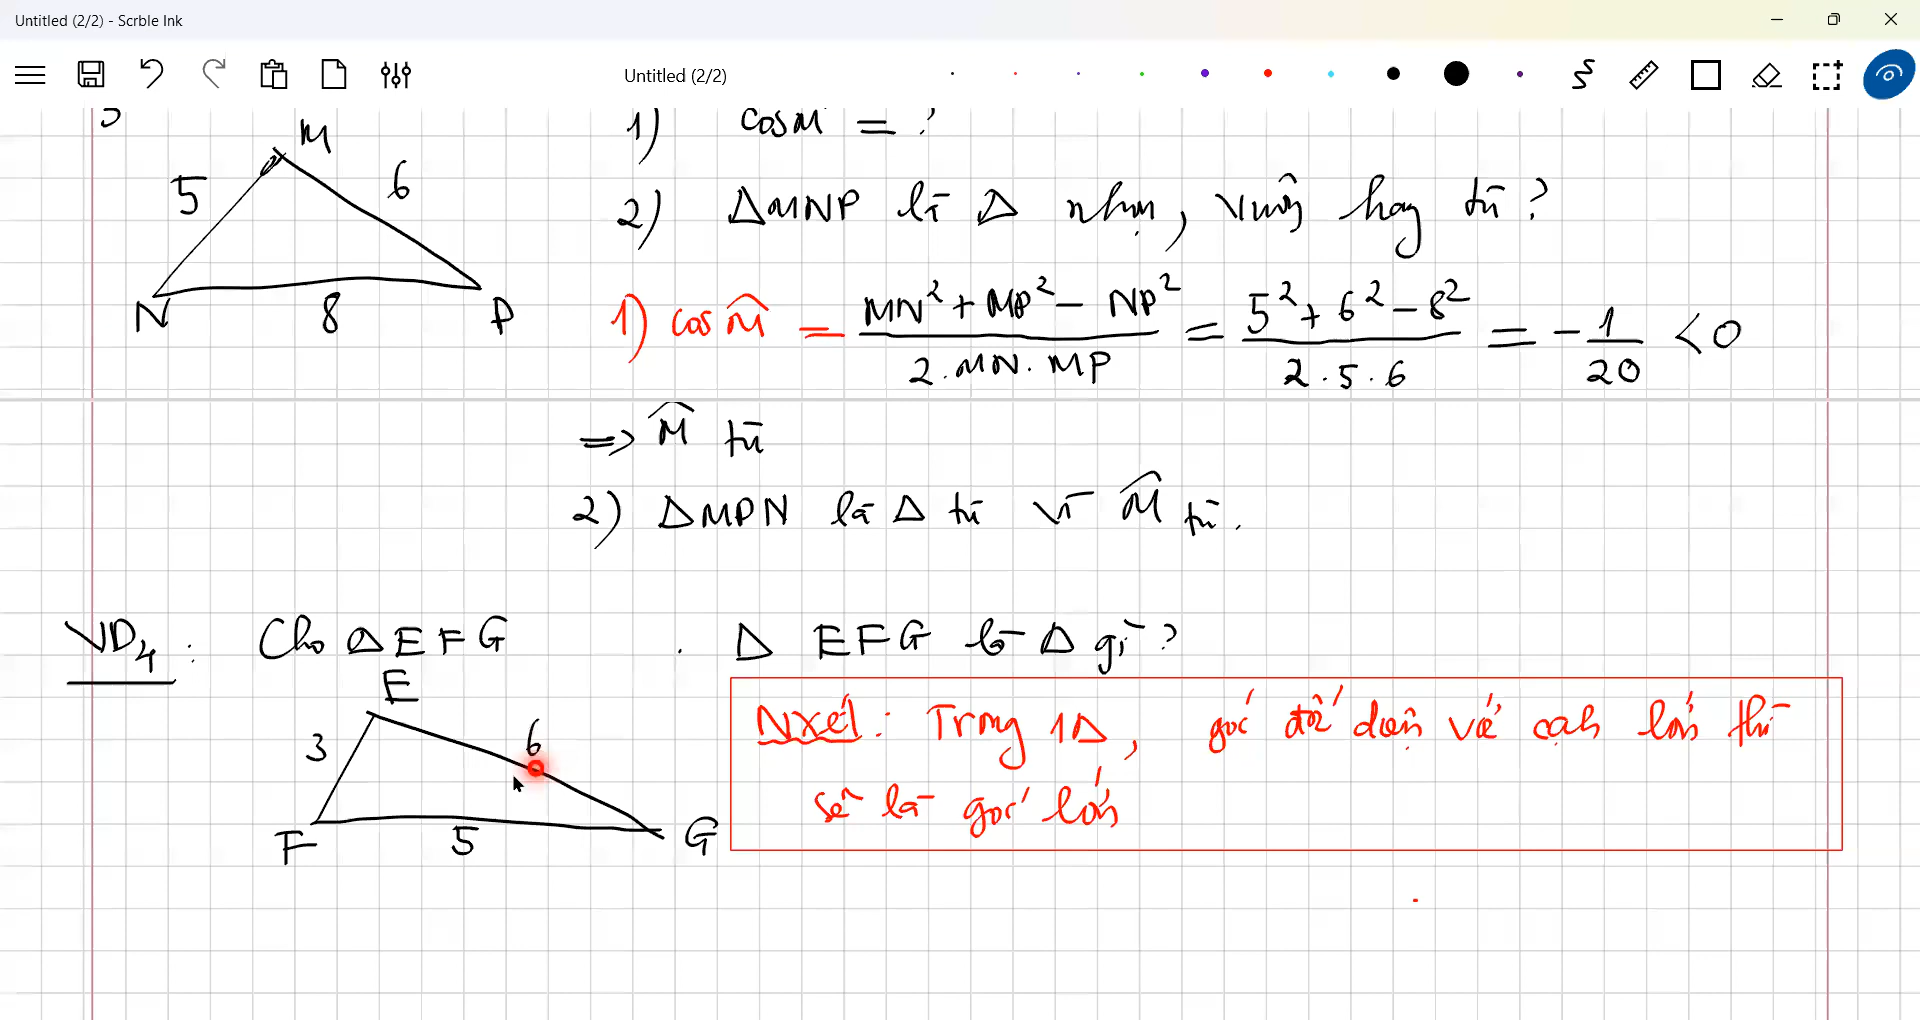 Untitled (2/2) - Scrble Ink
Untitled (2/2)
M
5
6
N
8
P
1) cosM = ?
2) ΔMNP là Δ nhọn, vuông hay tù ?
1) cos M̂ = (MN² + MP² - NP²) / (2.MN.MP) = (5² + 6² - 8²) / (2.5.6) = -1/20 < 0
=> M̂ tù
2) ΔMPN là Δ tù vì M̂ tù.
VD4 : Cho ΔEFG . Δ EFG là Δ gì ?
E
3
6
F
5
G
Nxét : Trong 1Δ, góc đối diện với cạnh lớn thì
sẽ là góc lớn